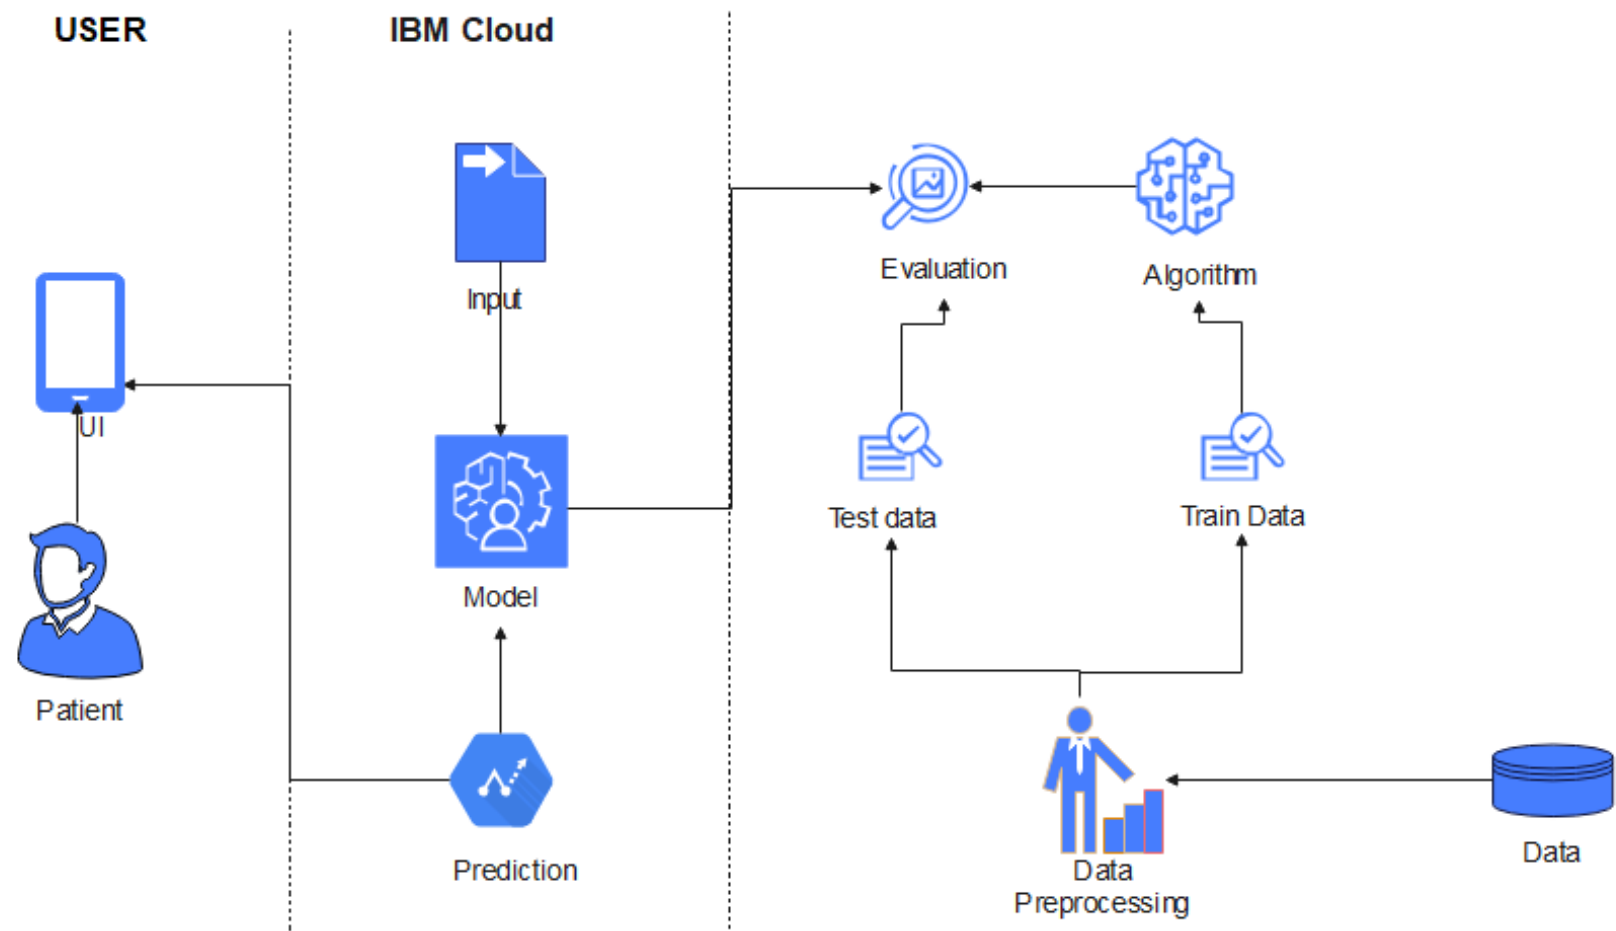 USER
IBM Cloud
Input
Evaluation
Algorithm
UI
Test data
Train Data
Model
Patient
Prediction
Data
Preprocessing
Data